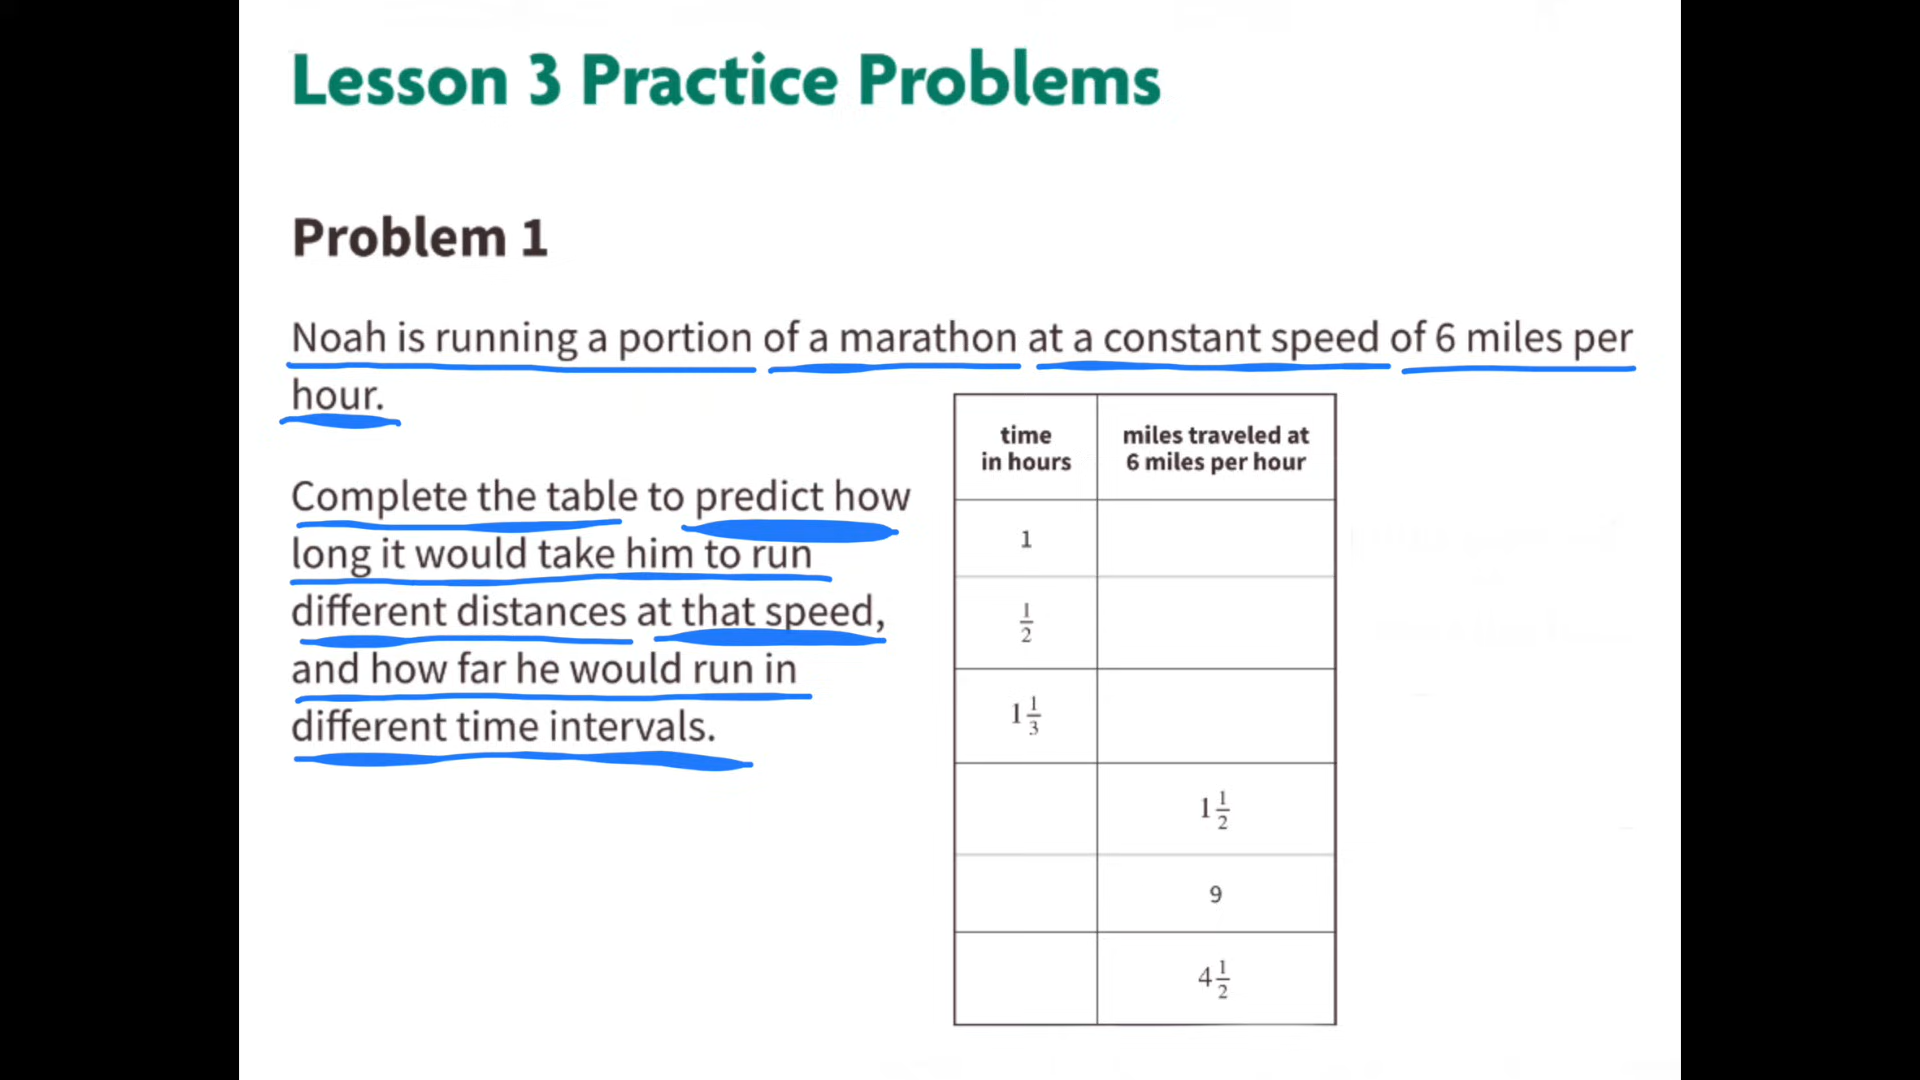 Lesson 3 Practice Problems
Problem 1
Noah is running a portion of a marathon at a constant speed of 6 miles per
hour.
Complete the table to predict how
long it would take him to run
different distances at that speed,
and how far he would run in
different time intervals.
time
in hours
miles traveled at
6 miles per hour
1
1/2
1 1/3
1 1/2
9
4 1/2